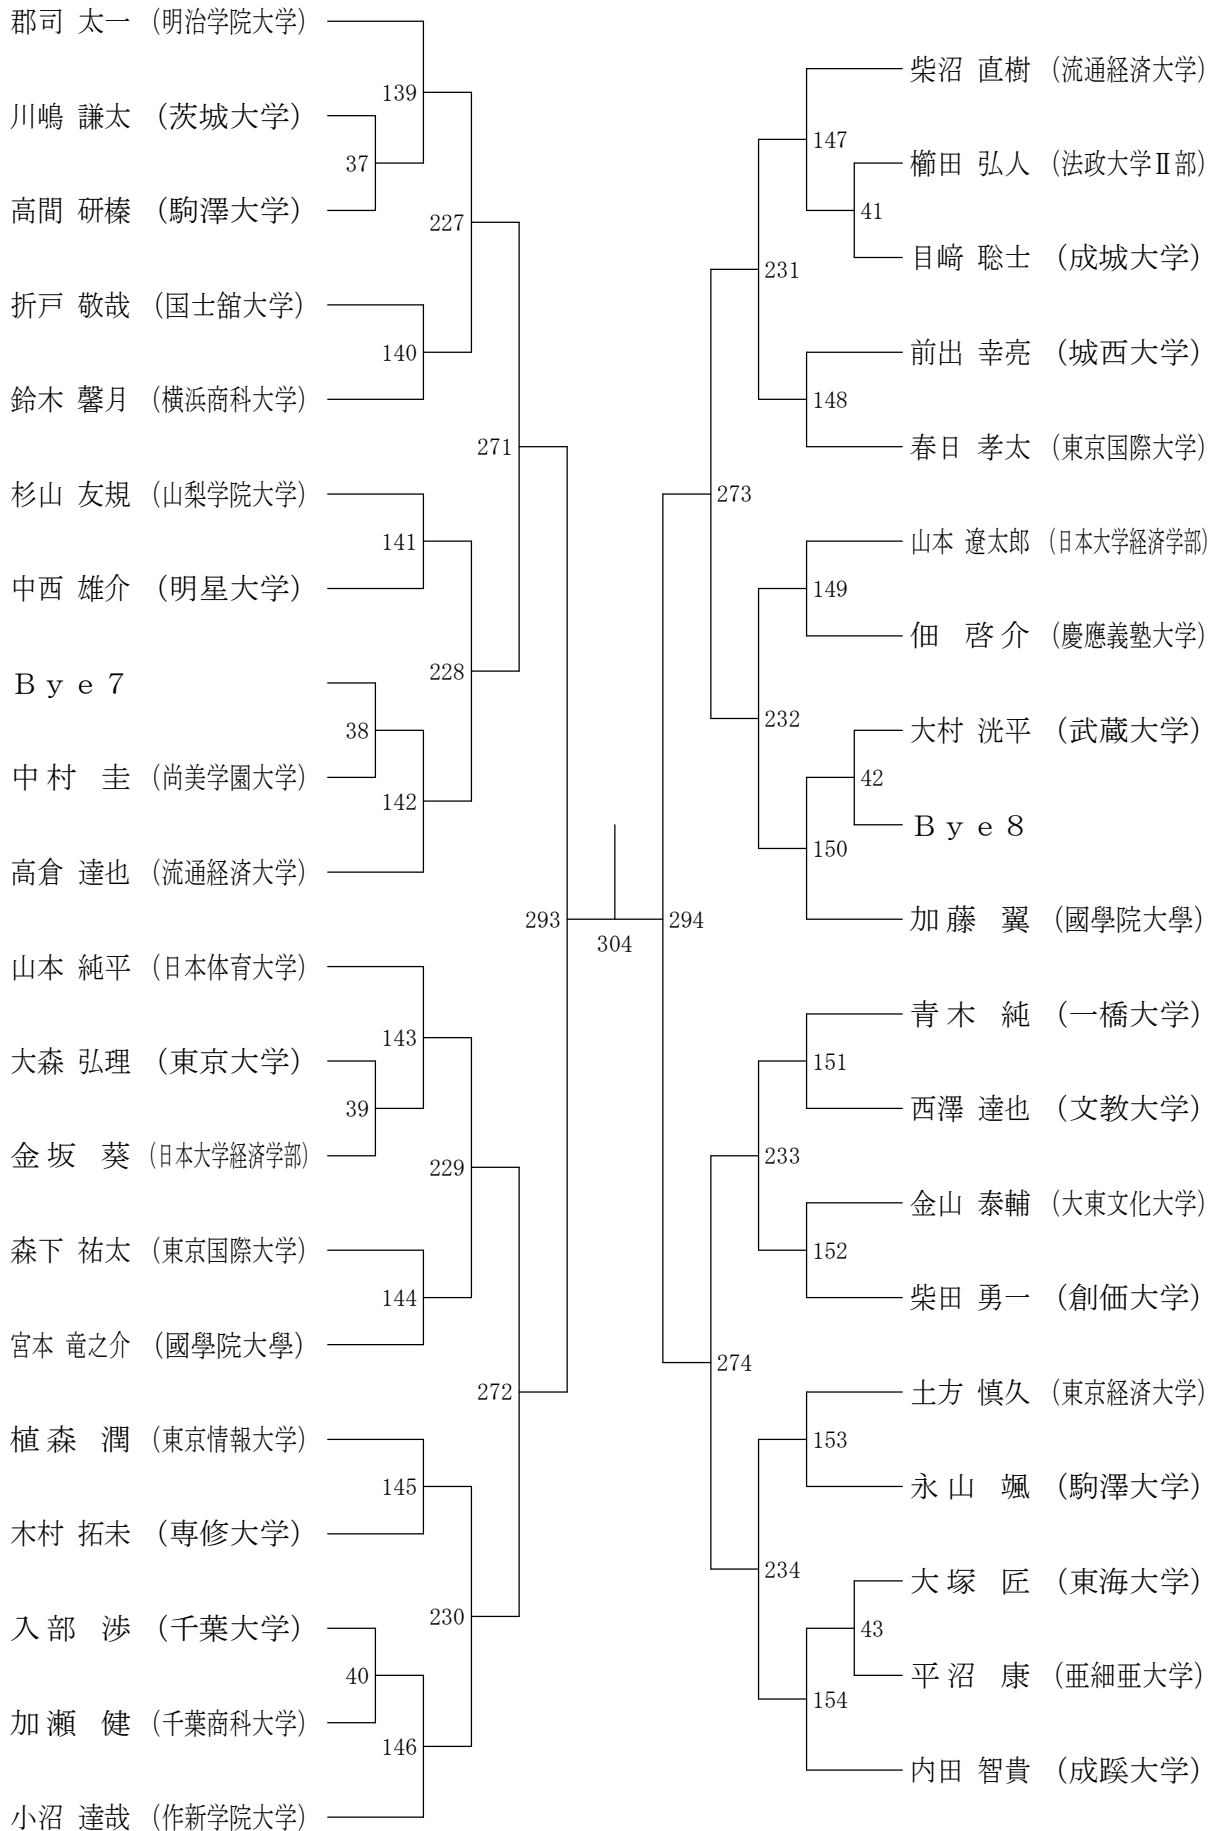 郡司 太一 (明治学院大学)
139
川嶋 謙太 (茨城大学)
37
高間 研榛 (駒澤大学)
227
折戸 敬哉 (国士舘大学)
140
鈴木 馨月 (横浜商科大学)
271
杉山 友規 (山梨学院大学)
141
中西 雄介 (明星大学)
228
Bye7
38
中村 圭 (尚美学園大学)
142
高倉 達也 (流通経済大学)
293
山本 純平 (日本体育大学)
143
大森 弘理 (東京大学)
39
金坂 葵 (日本大学経済学部)
229
森下 祐太 (東京国際大学)
144
宮本 竜之介 (國學院大學)
272
植森 潤 (東京情報大学)
145
木村 拓未 (専修大学)
230
入部 渉 (千葉大学)
40
加瀬 健 (千葉商科大学)
146
小沼 達哉 (作新学院大学)
304
柴沼 直樹 (流通経済大学)
147
櫛田 弘人 (法政大学Ⅱ部)
41
目﨑 聡士 (成城大学)
231
前出 幸亮 (城西大学)
148
春日 孝太 (東京国際大学)
273
山本 遼太郎 (日本大学経済学部)
149
佃 啓介 (慶應義塾大学)
232
大村 洸平 (武蔵大学)
42
Bye8
150
加藤 翼 (國學院大學)
294
青木 純 (一橋大学)
151
西澤 達也 (文教大学)
233
金山 泰輔 (大東文化大学)
152
柴田 勇一 (創価大学)
274
土方 慎久 (東京経済大学)
153
永山 颯 (駒澤大学)
234
大塚 匠 (東海大学)
43
平沼 康 (亜細亜大学)
154
内田 智貴 (成蹊大学)